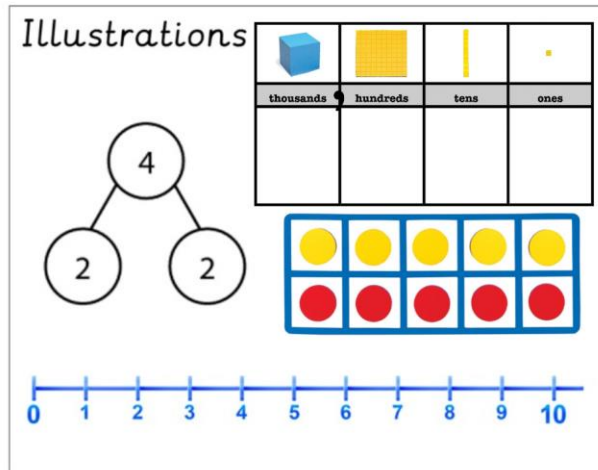 Illustrations
thousands , hundreds tens ones
4
2 2
0 1 2 3 4 5 6 7 8 9 10